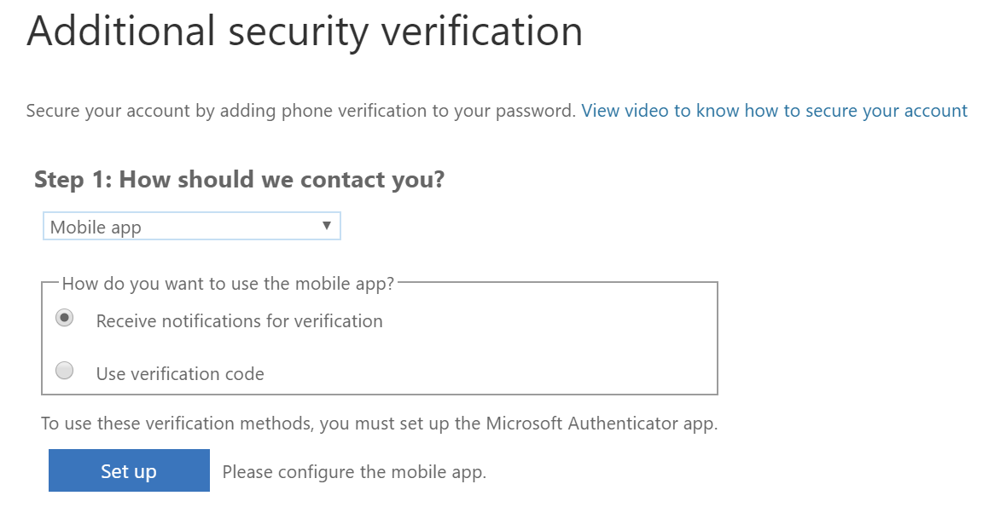 Additional security verification
Secure your account by adding phone verification to your password. View video to know how to secure your account
Step 1: How should we contact you?
Mobile app
How do you want to use the mobile app?
Receive notifications for verification
Use verification code
To use these verification methods, you must set up the Microsoft Authenticator app.
Set up Please configure the mobile app.